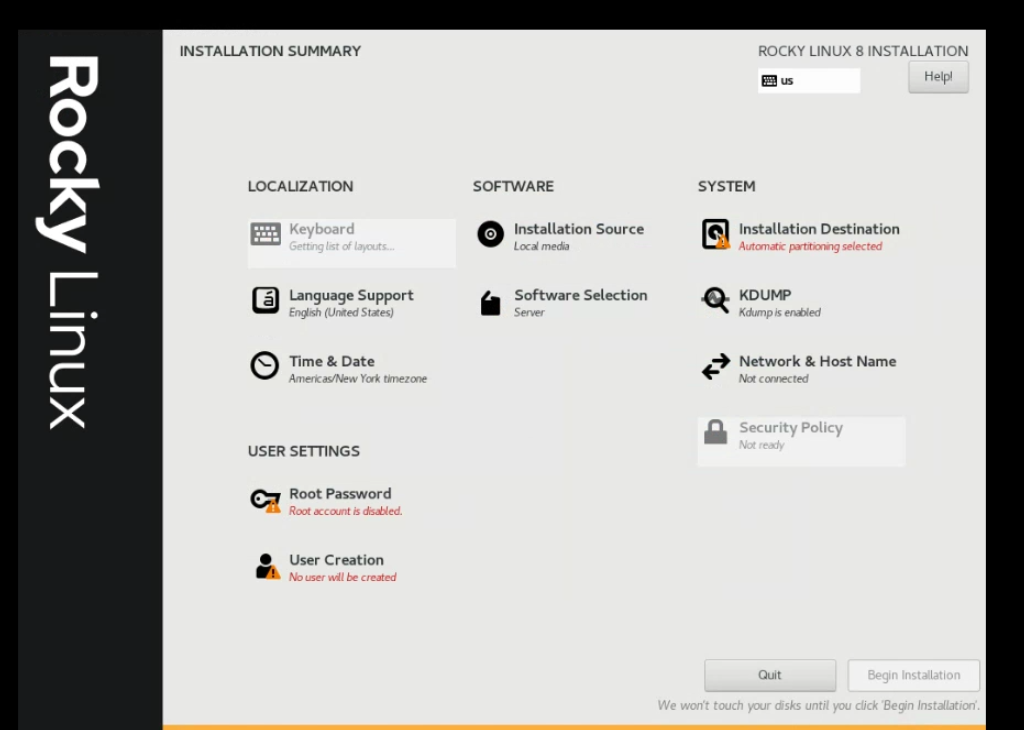 Rocky Linux
INSTALLATION SUMMARY
ROCKY LINUX 8 INSTALLATION
us
Help!
LOCALIZATION
Keyboard
Getting list of layouts...
Language Support
English (United States)
Time & Date
Americas/New York timezone
USER SETTINGS
Root Password
Root account is disabled.
User Creation
No user will be created
SOFTWARE
Installation Source
Local media
Software Selection
Server
SYSTEM
Installation Destination
Automatic partitioning selected
KDUMP
Kdump is enabled
Network & Host Name
Not connected
Security Policy
Not ready
Quit
Begin Installation
We won't touch your disks until you click 'Begin Installation'.